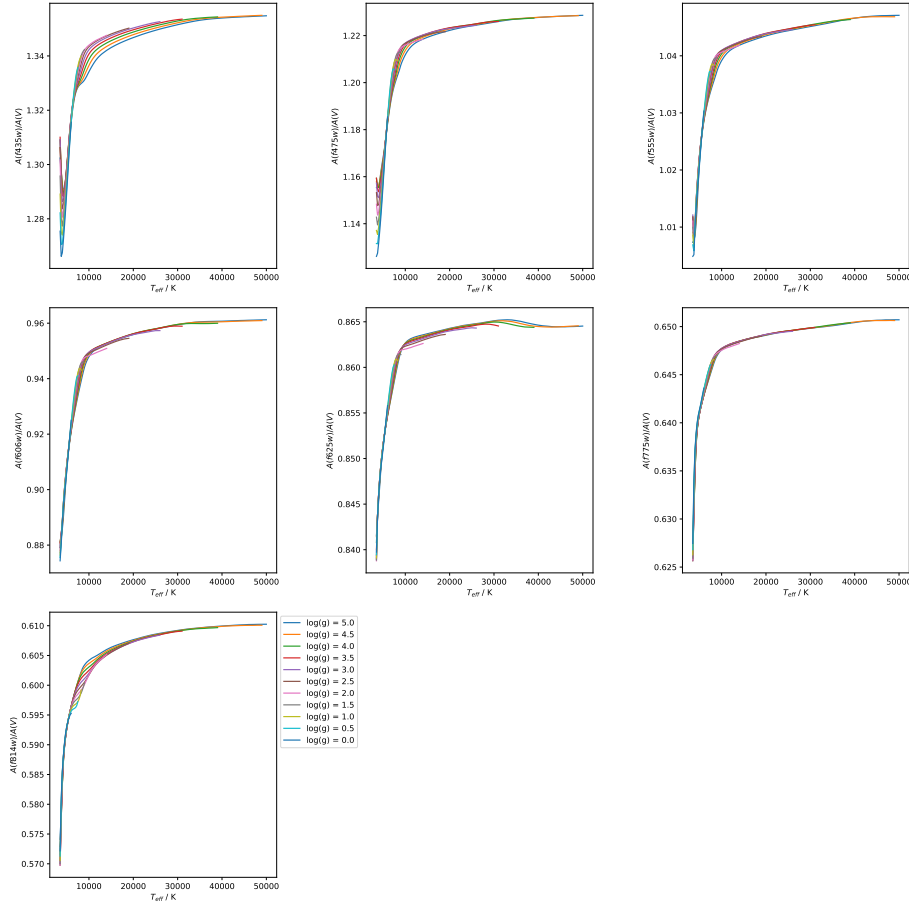 A(f435w)/A(V)
1.34
1.32
1.30
1.28
10000 20000 30000 40000 50000
T_eff / K
A(f475w)/A(V)
1.22
1.20
1.18
1.16
1.14
10000 20000 30000 40000 50000
T_eff / K
A(f555w)/A(V)
1.04
1.03
1.02
1.01
10000 20000 30000 40000 50000
T_eff / K
A(f606w)/A(V)
0.96
0.94
0.92
0.90
0.88
10000 20000 30000 40000 50000
T_eff / K
A(f625w)/A(V)
0.865
0.860
0.855
0.850
0.845
0.840
10000 20000 30000 40000 50000
T_eff / K
A(f775w)/A(V)
0.650
0.645
0.640
0.635
0.630
0.625
10000 20000 30000 40000 50000
T_eff / K
A(f814w)/A(V)
0.610
0.605
0.600
0.595
0.590
0.585
0.580
0.575
0.570
10000 20000 30000 40000 50000
T_eff / K
log(g) = 5.0
log(g) = 4.5
log(g) = 4.0
log(g) = 3.5
log(g) = 3.0
log(g) = 2.5
log(g) = 2.0
log(g) = 1.5
log(g) = 1.0
log(g) = 0.5
log(g) = 0.0